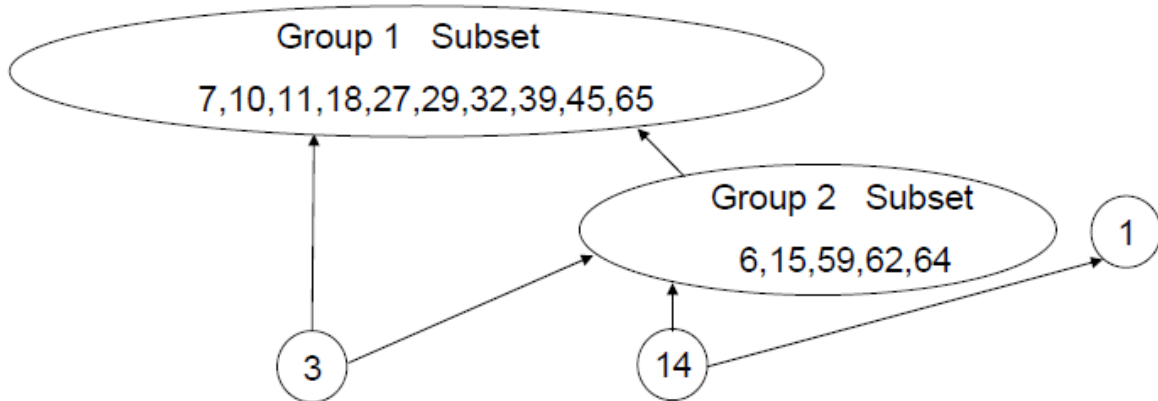 Group 1 Subset
7,10,11,18,27,29,32,39,45,65
Group 2 Subset
6,15,59,62,64
1
3
14